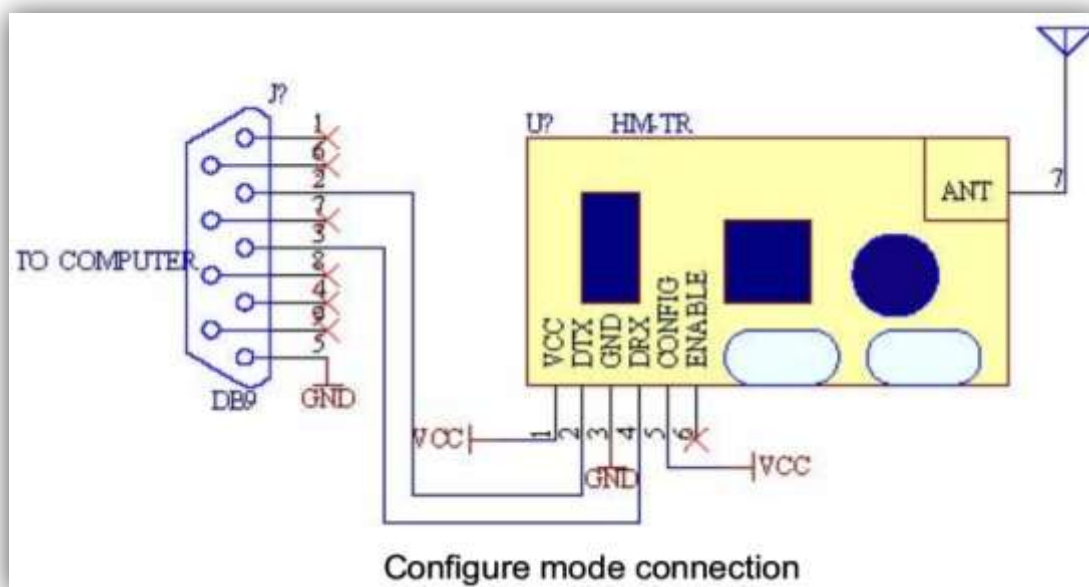 J?
1
6
2
7
3
8
4
9
5
TO COMPUTER
DB9
GND
U? HM-TR
ANT
7
VCC
DTX
GND
DRX
CONFIG
ENABLE
1
2
3
4
5
6
VCC
GND
VCC
Configure mode connection